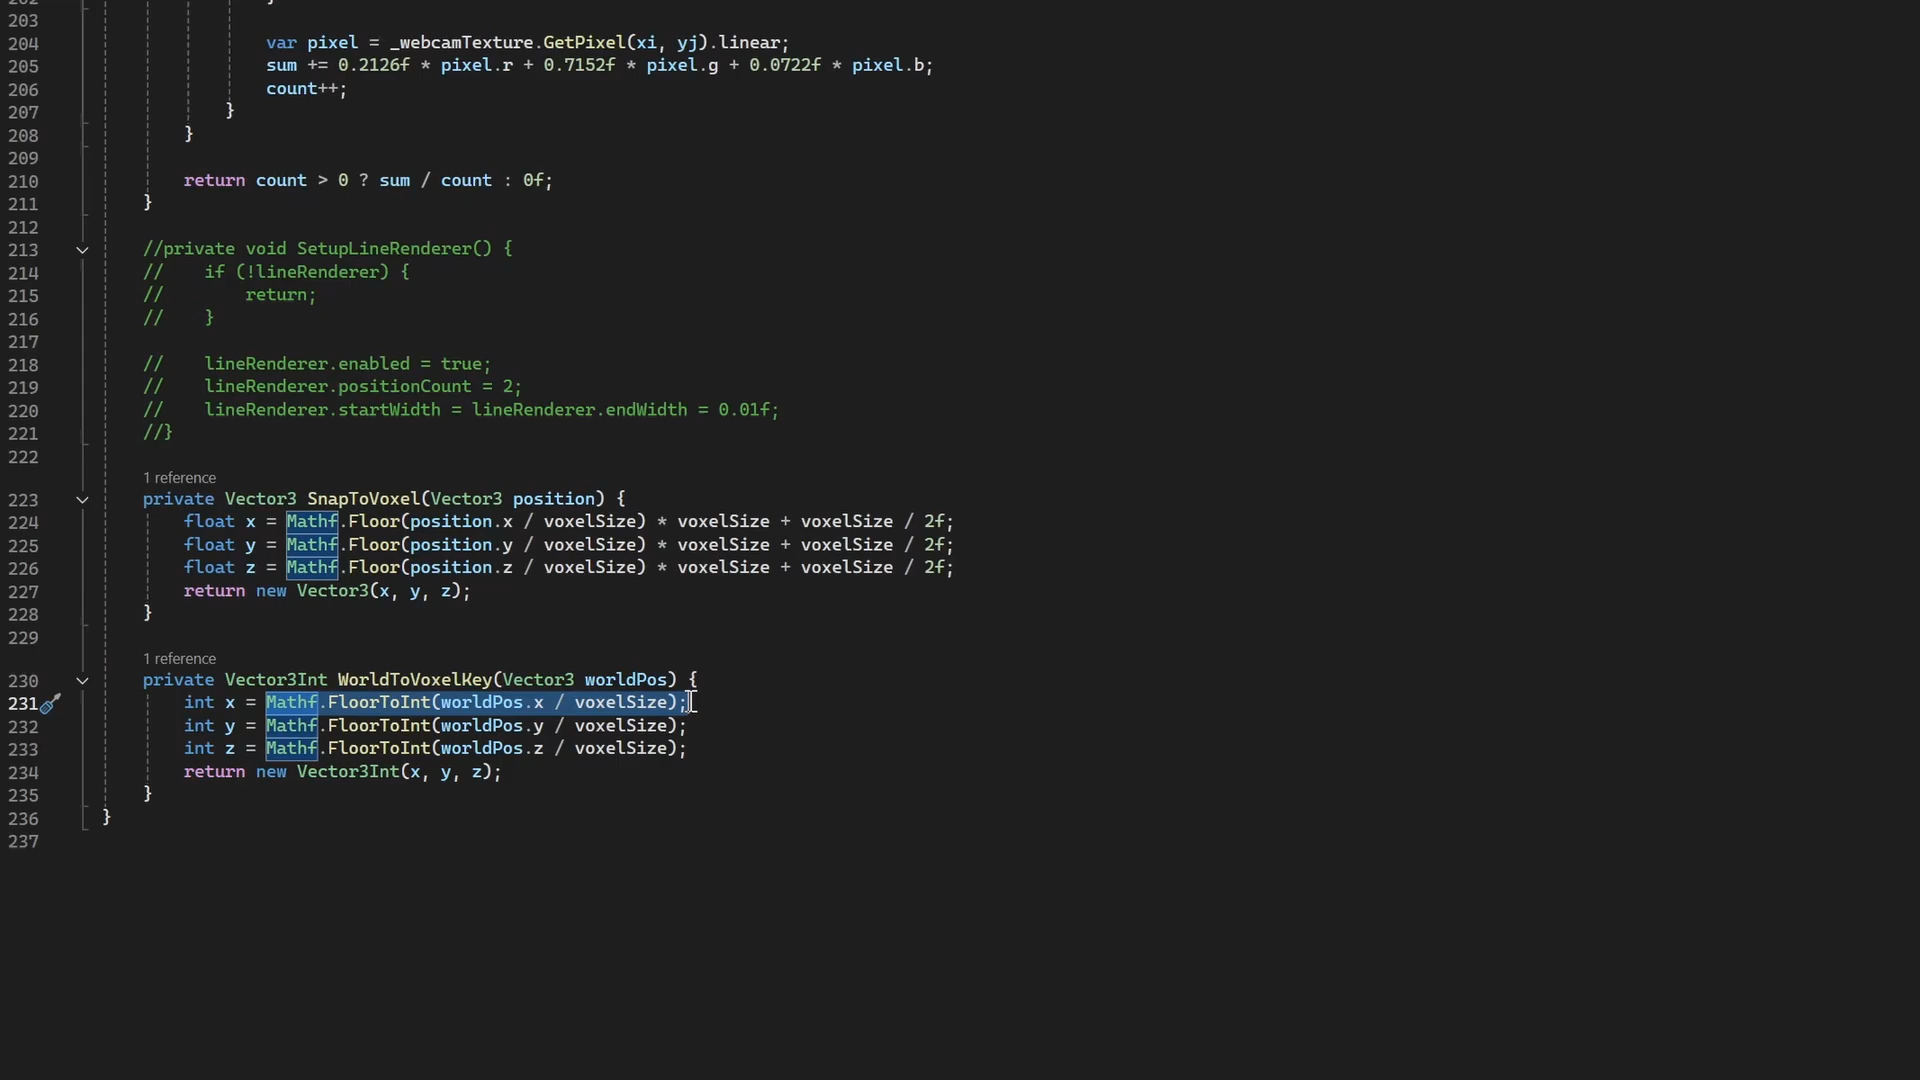 202 }
203
204 var pixel = _webcamTexture.GetPixel(xi, yj).linear;
205 sum += 0.2126f * pixel.r + 0.7152f * pixel.g + 0.0722f * pixel.b;
206 count++;
207 }
208 }
209
210 return count > 0 ? sum / count : 0f;
211 }
212
213 //private void SetupLineRenderer() {
214 //    if (!lineRenderer) {
215 //        return;
216 //    }
217
218 //    lineRenderer.enabled = true;
219 //    lineRenderer.positionCount = 2;
220 //    lineRenderer.startWidth = lineRenderer.endWidth = 0.01f;
221 //}
222
1 reference
223 private Vector3 SnapToVoxel(Vector3 position) {
224 float x = Mathf.Floor(position.x / voxelSize) * voxelSize + voxelSize / 2f;
225 float y = Mathf.Floor(position.y / voxelSize) * voxelSize + voxelSize / 2f;
226 float z = Mathf.Floor(position.z / voxelSize) * voxelSize + voxelSize / 2f;
227 return new Vector3(x, y, z);
228 }
229
1 reference
230 private Vector3Int WorldToVoxelKey(Vector3 worldPos) {
231 int x = Mathf.FloorToInt(worldPos.x / voxelSize);
232 int y = Mathf.FloorToInt(worldPos.y / voxelSize);
233 int z = Mathf.FloorToInt(worldPos.z / voxelSize);
234 return new Vector3Int(x, y, z);
235 }
236 }
237